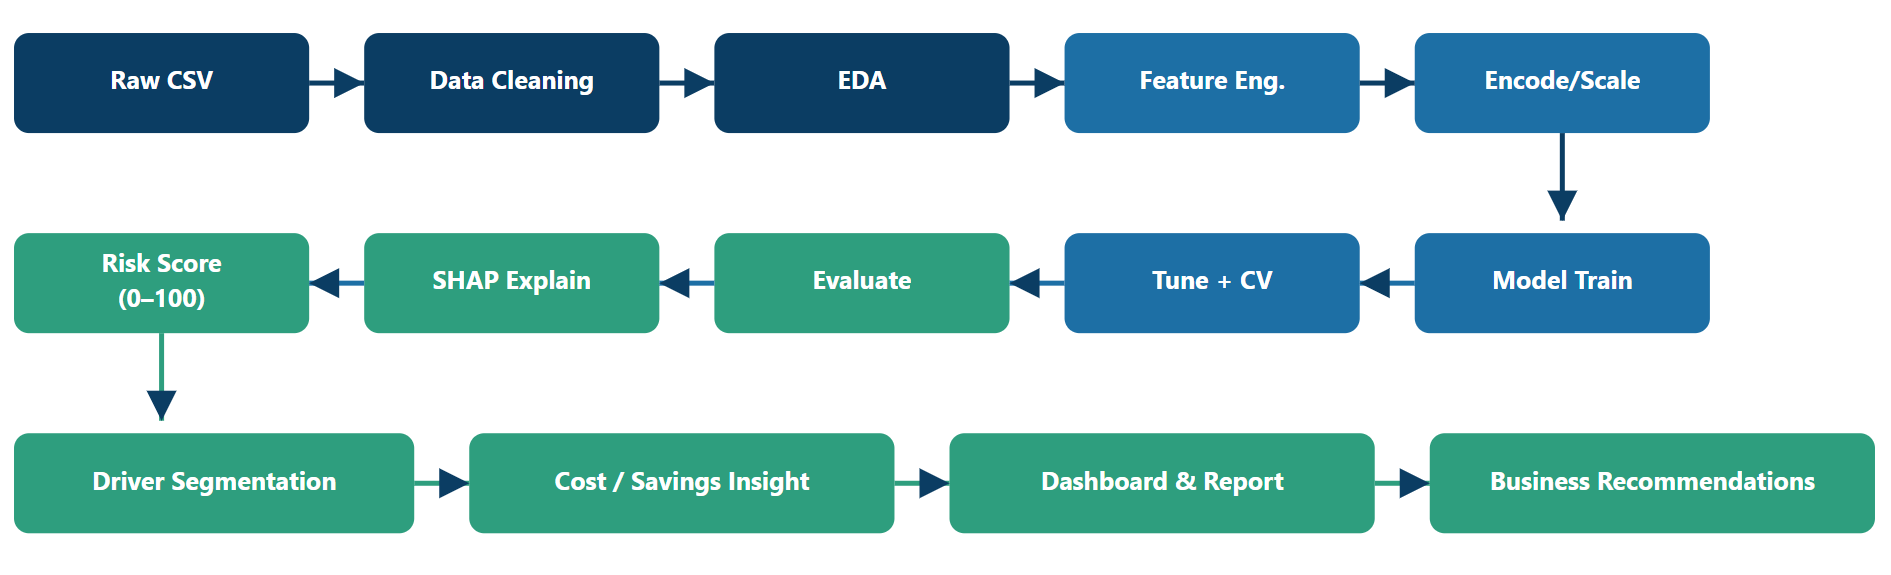 Raw CSV
Data Cleaning
EDA
Feature Eng.
Encode/Scale
Risk Score
(0–100)
SHAP Explain
Evaluate
Tune + CV
Model Train
Driver Segmentation
Cost / Savings Insight
Dashboard & Report
Business Recommendations